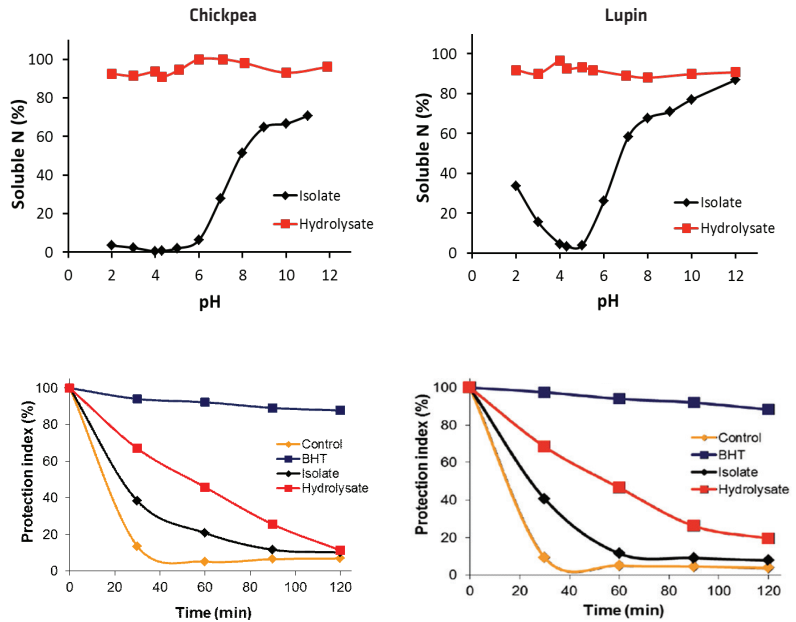 Chickpea
Soluble N (%)
100
80
60
40
20
0
0 2 4 6 8 10 12
pH
Isolate
Hydrolysate
Lupin
Soluble N (%)
100
80
60
40
20
0
0 2 4 6 8 10 12
pH
Isolate
Hydrolysate
Protection index (%)
100
80
60
40
20
0
0 20 40 60 80 100 120
Time (min)
Control
BHT
Isolate
Hydrolysate
Protection index (%)
100
80
60
40
20
0
0 20 40 60 80 100 120
Time (min)
Control
BHT
Isolate
Hydrolysate